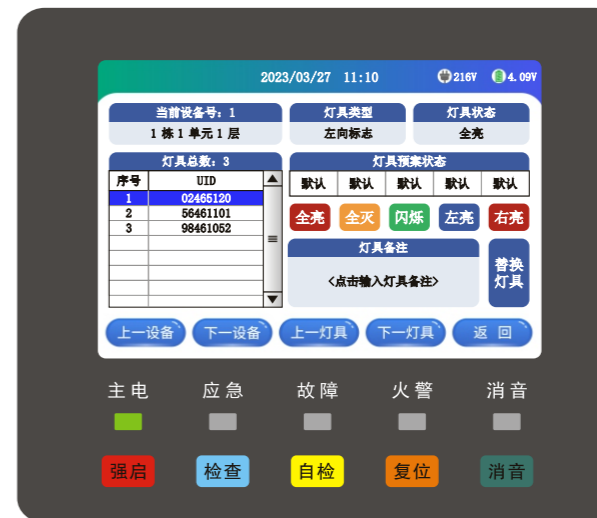 2023/03/27 11:10 216V 4.09V
当前设备号：1 灯具类型 灯具状态
1 栋 1 单元 1 层 左向标志 全亮
灯具总数：3 灯具预案状态
序号 UID 默认 默认 默认 默认 默认
1 02465120
2 56461101 全亮 全灭 闪烁 左亮 右亮
3 98461052
灯具备注
<点击输入灯具备注> 替换灯具
上一设备 下一设备 上一灯具 下一灯具 返 回
主电 应急 故障 火警 消音
强启 检查 自检 复位 消音